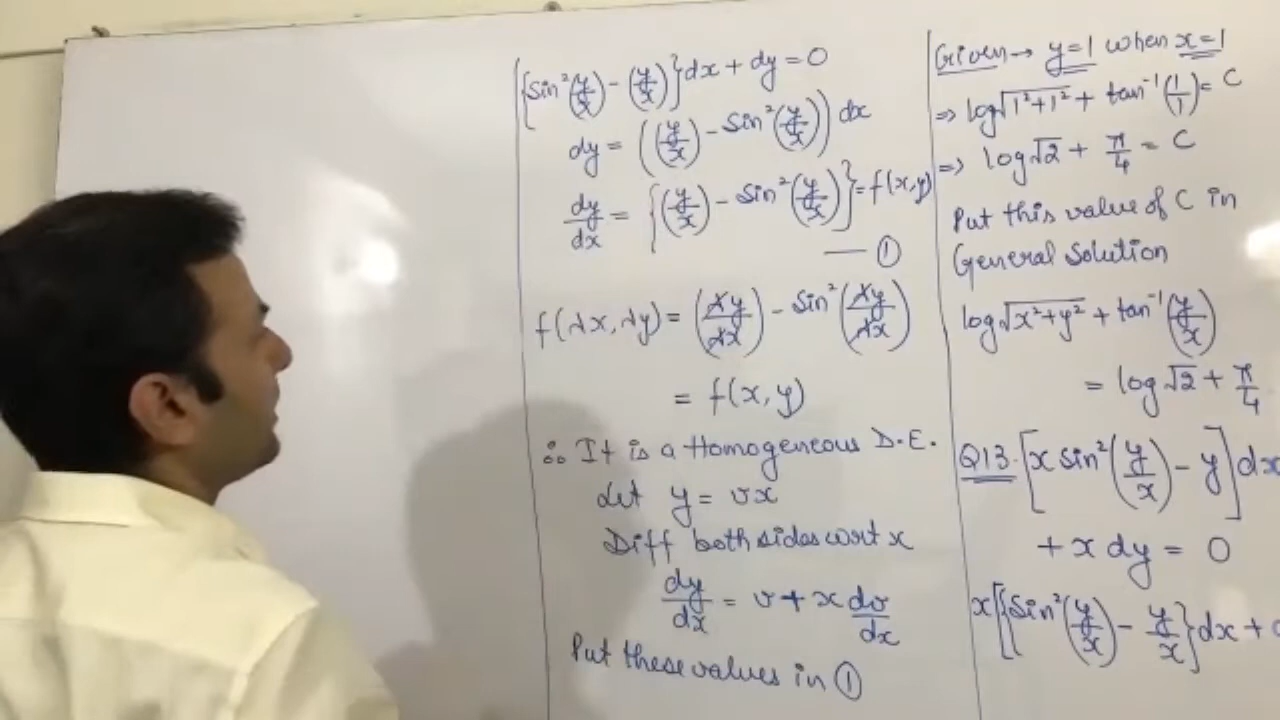 {Sin²(y/x) - (y/x)}dx + dy = 0
dy = ((y/x) - Sin²(y/x)) dx
dy/dx = {(y/x) - Sin²(y/x)} = f(x,y)
— ①
f(λx, λy) = (λy/λx) - Sin²(λy/λx)
= f(x, y)
∴ It is a Homogeneous D.E.
Let y = vx
Diff both sides wrt x
dy/dx = v + x dv/dx
Put these values in ①
Given → y=1 when x=1
⇒ log√1²+1² + tan⁻¹(1/1) = C
⇒ log√2 + π/4 = C
Put this value of C in
General Solution
log√x²+y² + tan⁻¹(y/x)
= log√2 + π/4
Q13. [x sin²(y/x) - y]dx
+ x dy = 0
x[{Sin²(y/x) - y/x}dx +